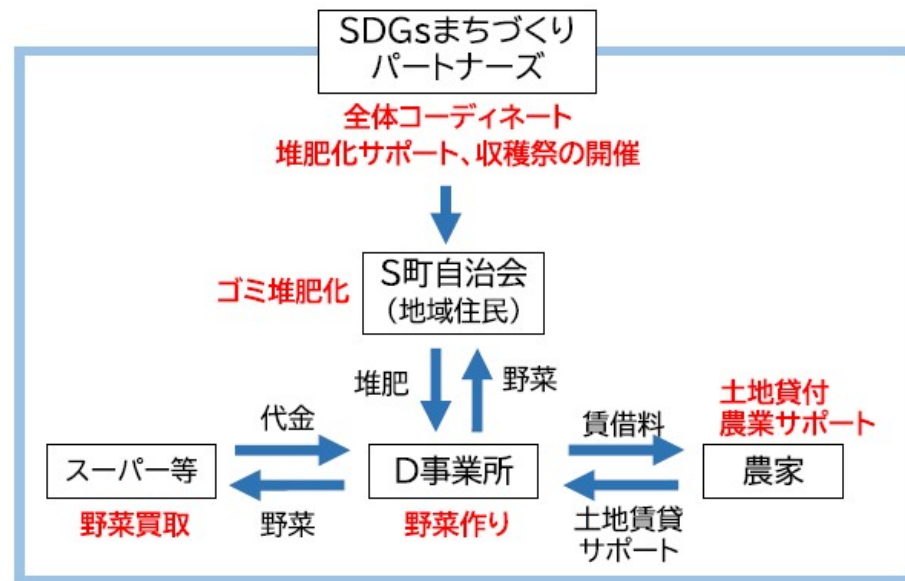 SDGsまちづくり
パートナーズ
全体コーディネート
堆肥化サポート、収穫祭の開催
ゴミ堆肥化
S町自治会
（地域住民）
堆肥
野菜
代金
賃借料
土地貸付
農業サポート
スーパー等
D事業所
農家
野菜買取
野菜
野菜作り
土地賃貸
サポート